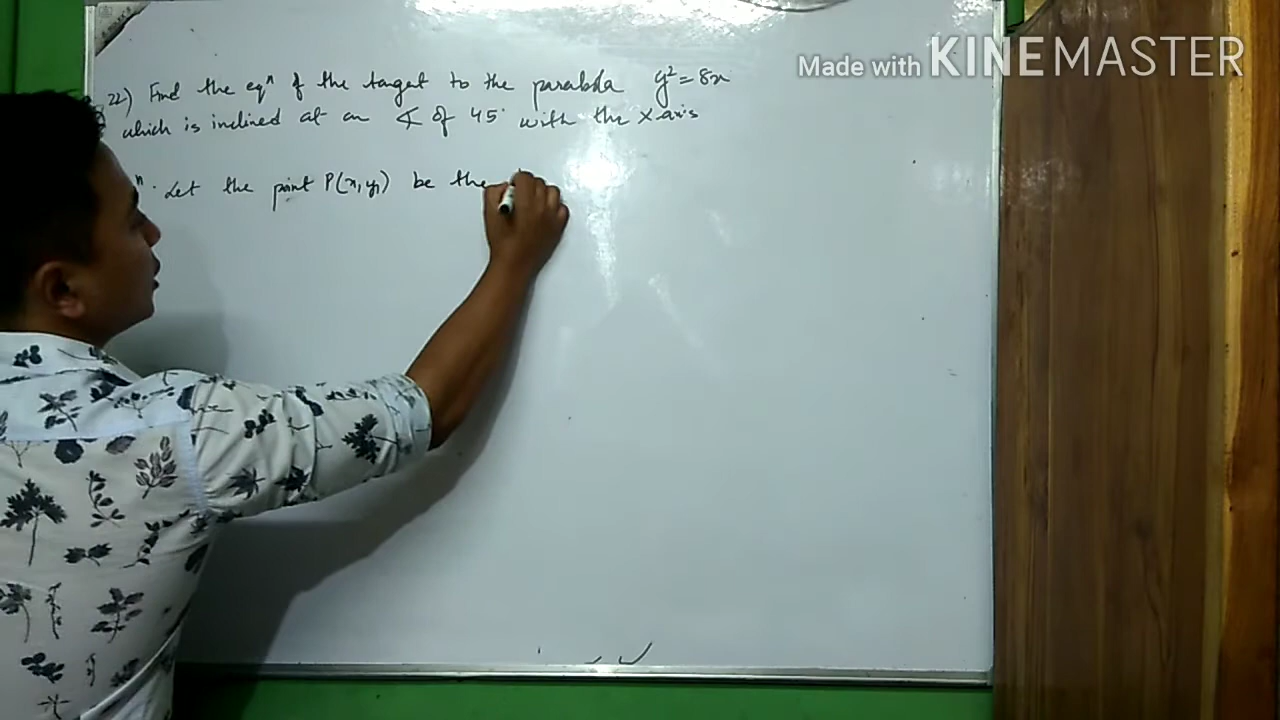 Made with KINEMASTER
22) Find the eqⁿ of the tangent to the parabola y² = 8x
which is inclined at an ∠ of 45° with the X axis
n. Let the point P(x₁, y₁) be the